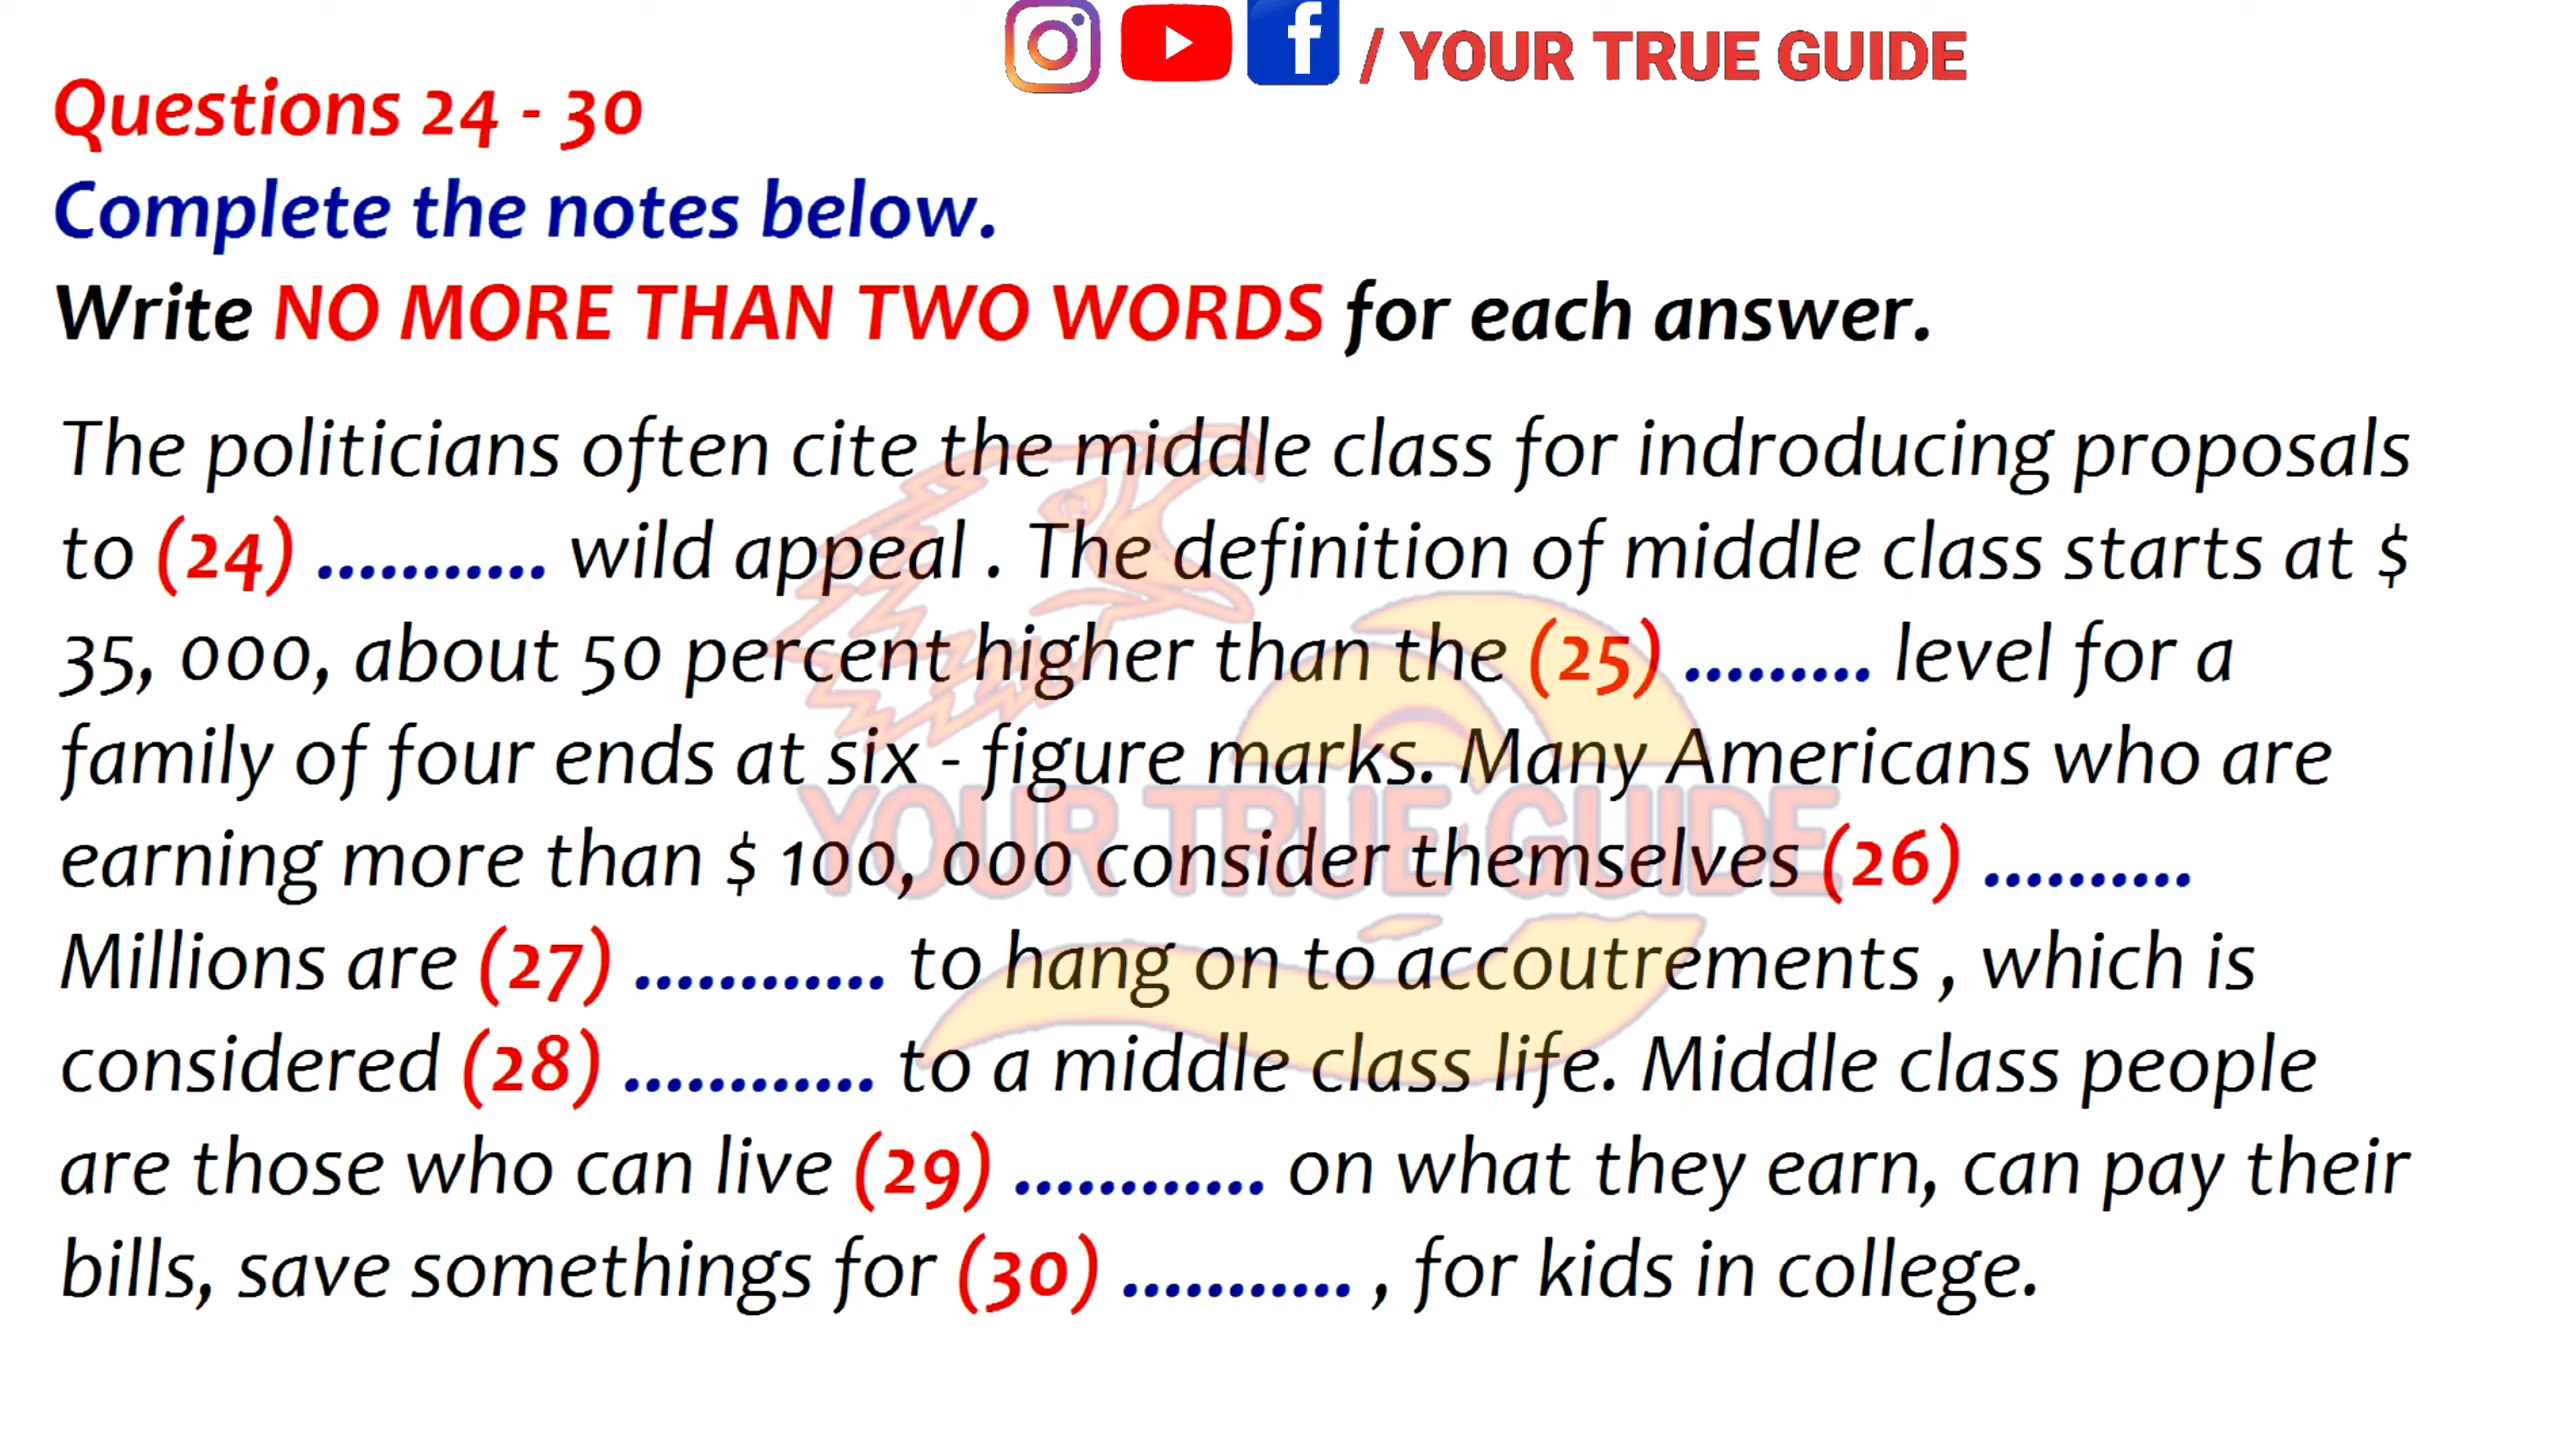 / YOUR TRUE GUIDE
Questions 24 - 30
Complete the notes below.
Write NO MORE THAN TWO WORDS for each answer.
The politicians often cite the middle class for indroducing proposals
to (24) ........... wild appeal . The definition of middle class starts at $
35, 000, about 50 percent higher than the (25) ......... level for a
family of four ends at six - figure marks. Many Americans who are
earning more than $ 100, 000 consider themselves (26) ..........
Millions are (27) ............ to hang on to accoutrements , which is
considered (28) ............ to a middle class life. Middle class people
are those who can live (29) ............ on what they earn, can pay their
bills, save somethings for (30) ........... , for kids in college.
YOUR TRUE GUIDE